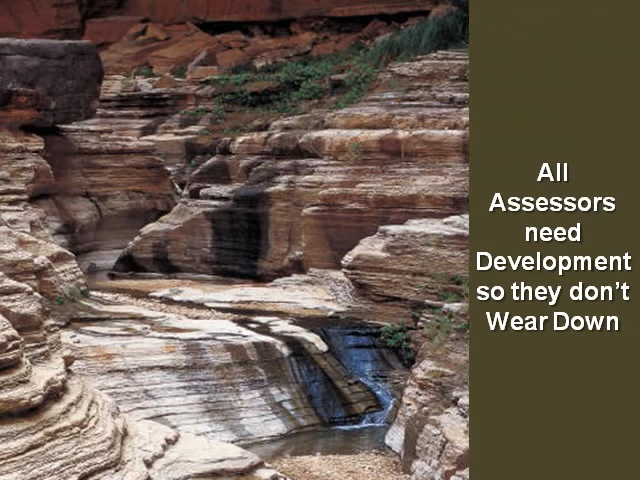 All
Assessors
need
Development
so they don’t
Wear Down